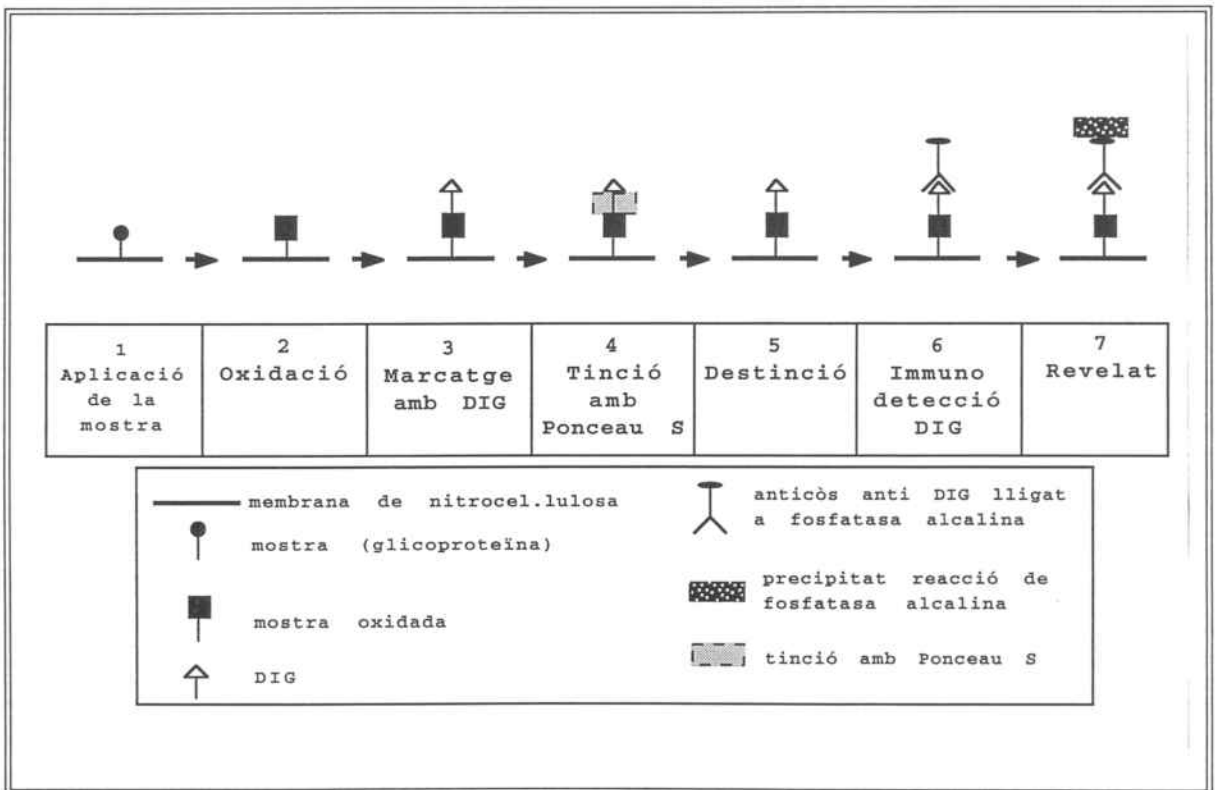 1
Aplicació
de la
mostra
2
Oxidació
3
Marcatge
amb DIG
4
Tinció
amb
Ponceau S
5
Destinció
6
Immuno
detecció
DIG
7
Revelat
membrana de nitrocel.lulosa
mostra (glicoproteïna)
mostra oxidada
DIG
anticòs anti DIG lligat
a fosfatasa alcalina
precipitat reacció de
fosfatasa alcalina
tinció amb Ponceau S